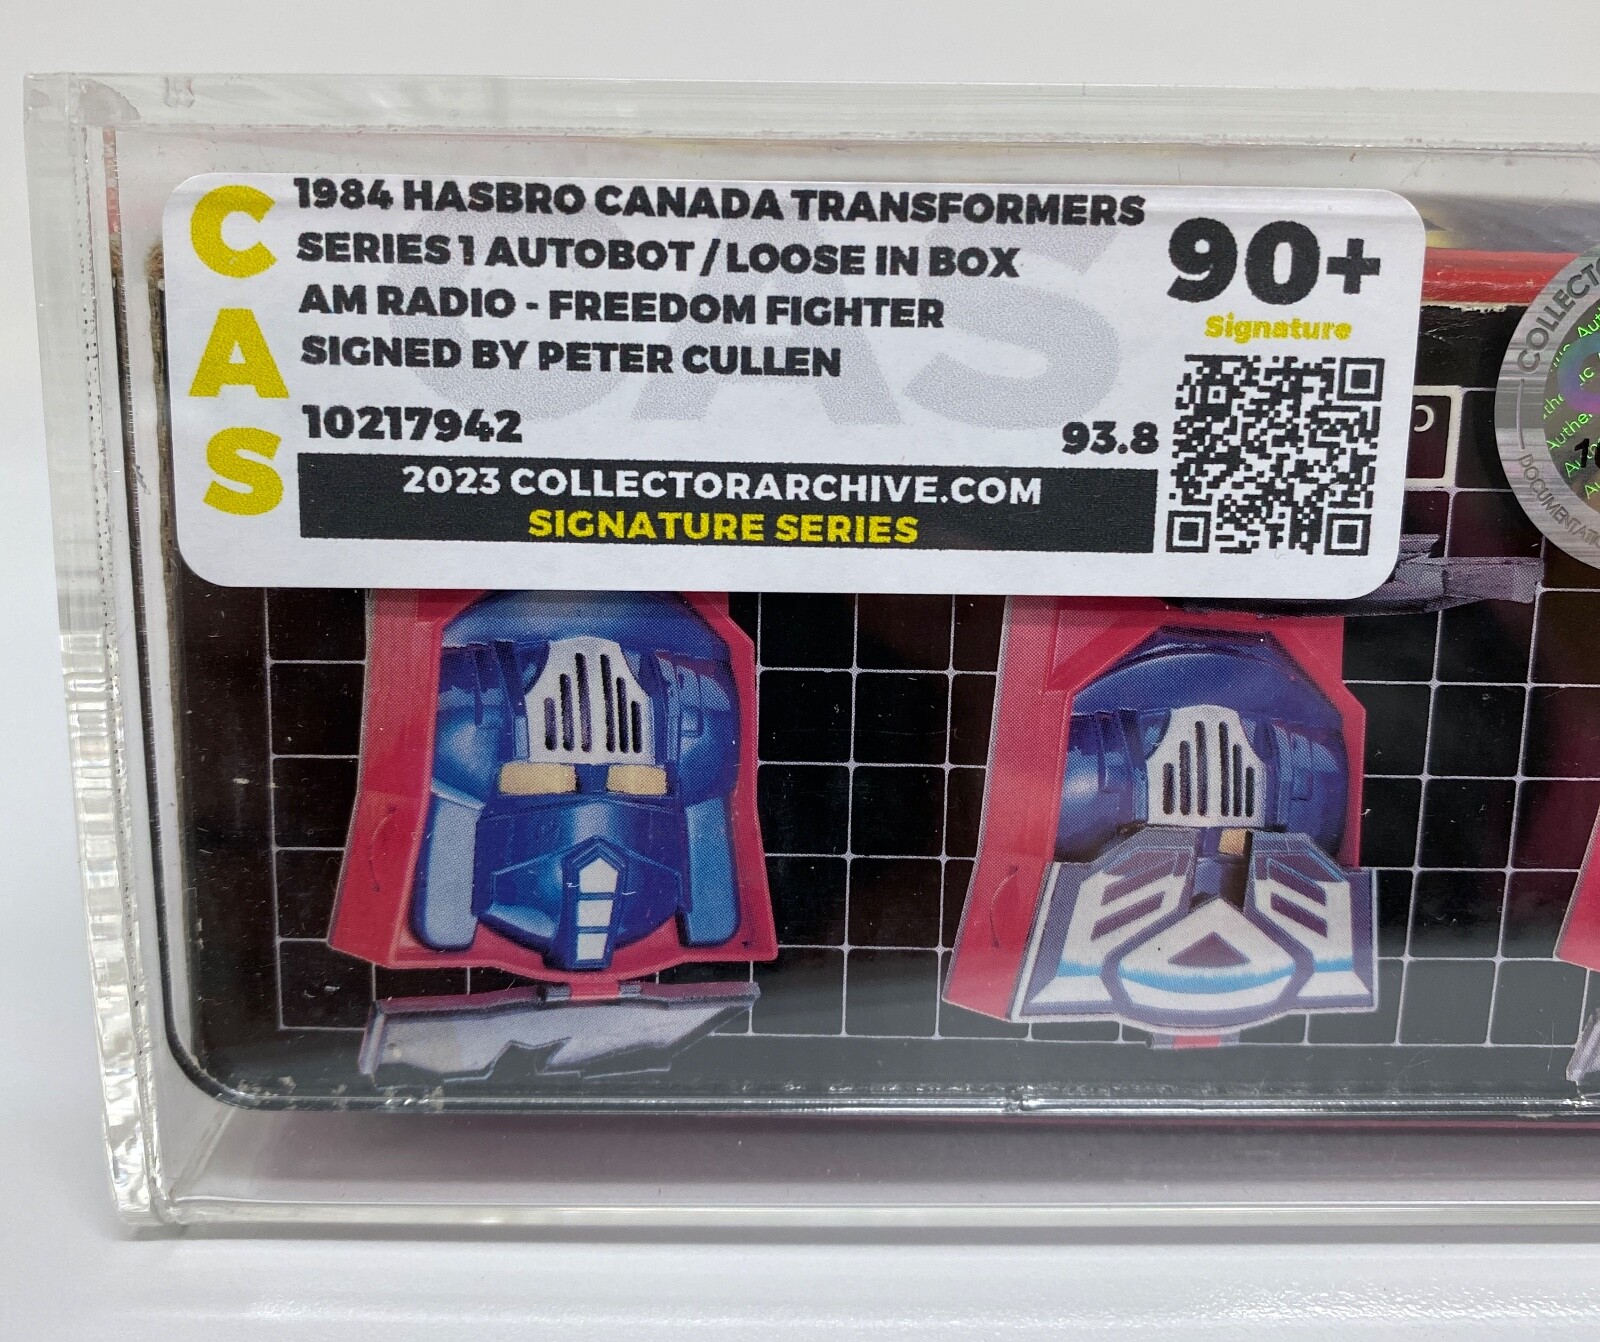 CAS
1984 HASBRO CANADA TRANSFORMERS
SERIES 1 AUTOBOT / LOOSE IN BOX
AM RADIO - FREEDOM FIGHTER
SIGNED BY PETER CULLEN
10217942
93.8
90+
Signature
2023 COLLECTORARCHIVE.COM
SIGNATURE SERIES